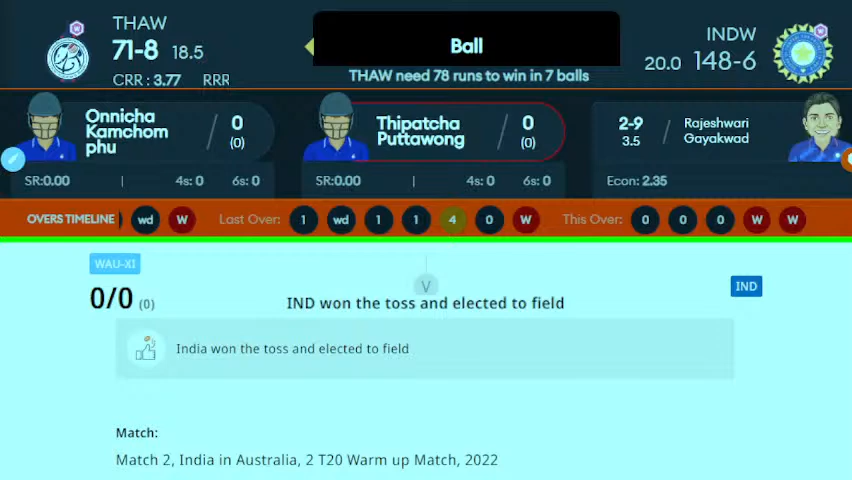 THAW
71-8 18.5
CRR : 3.77 RRR
Ball
THAW need 78 runs to win in 7 balls
INDW
20.0 148-6
Onnicha
Kamchom
phu
0
(0)
SR:0.00 | 4s: 0 6s: 0
Thipatcha
Puttawong
0
(0)
SR:0.00 | 4s: 0 6s: 0
2-9
3.5
Rajeshwari
Gayakwad
Econ: 2.35
OVERS TIMELINE wd W Last Over: 1 wd 1 1 4 0 W This Over: 0 0 0 W W
WAU-XI
0/0 (0)
V
IND won the toss and elected to field
IND
India won the toss and elected to field
Match:
Match 2, India in Australia, 2 T20 Warm up Match, 2022